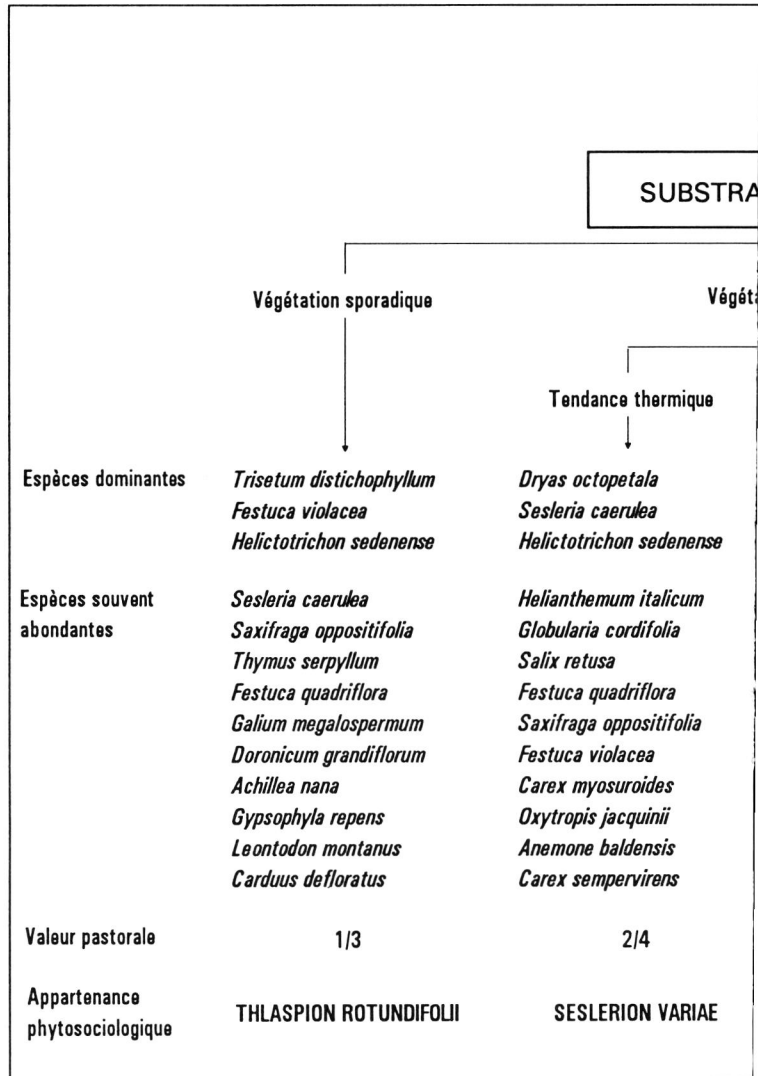 SUBSTRA
Végétation sporadique
Végéta
Tendance thermique
Espèces dominantes
Trisetum distichophyllum
Dryas octopetala
Festuca violacea
Sesleria caerulea
Helictotrichon sedenense
Helictotrichon sedenense
Espèces souvent
abondantes
Sesleria caerulea
Helianthemum italicum
Saxifraga oppositifolia
Globularia cordifolia
Thymus serpyllum
Salix retusa
Festuca quadriflora
Festuca quadriflora
Galium megalospermum
Saxifraga oppositifolia
Doronicum grandiflorum
Festuca violacea
Achillea nana
Carex myosuroides
Gypsophyla repens
Oxytropis jacquinii
Leontodon montanus
Anemone baldensis
Carduus defloratus
Carex sempervirens
Valeur pastorale
1/3
2/4
Appartenance
phytosociologique
THLASPION ROTUNDIFOLII
SESLERION VARIAE